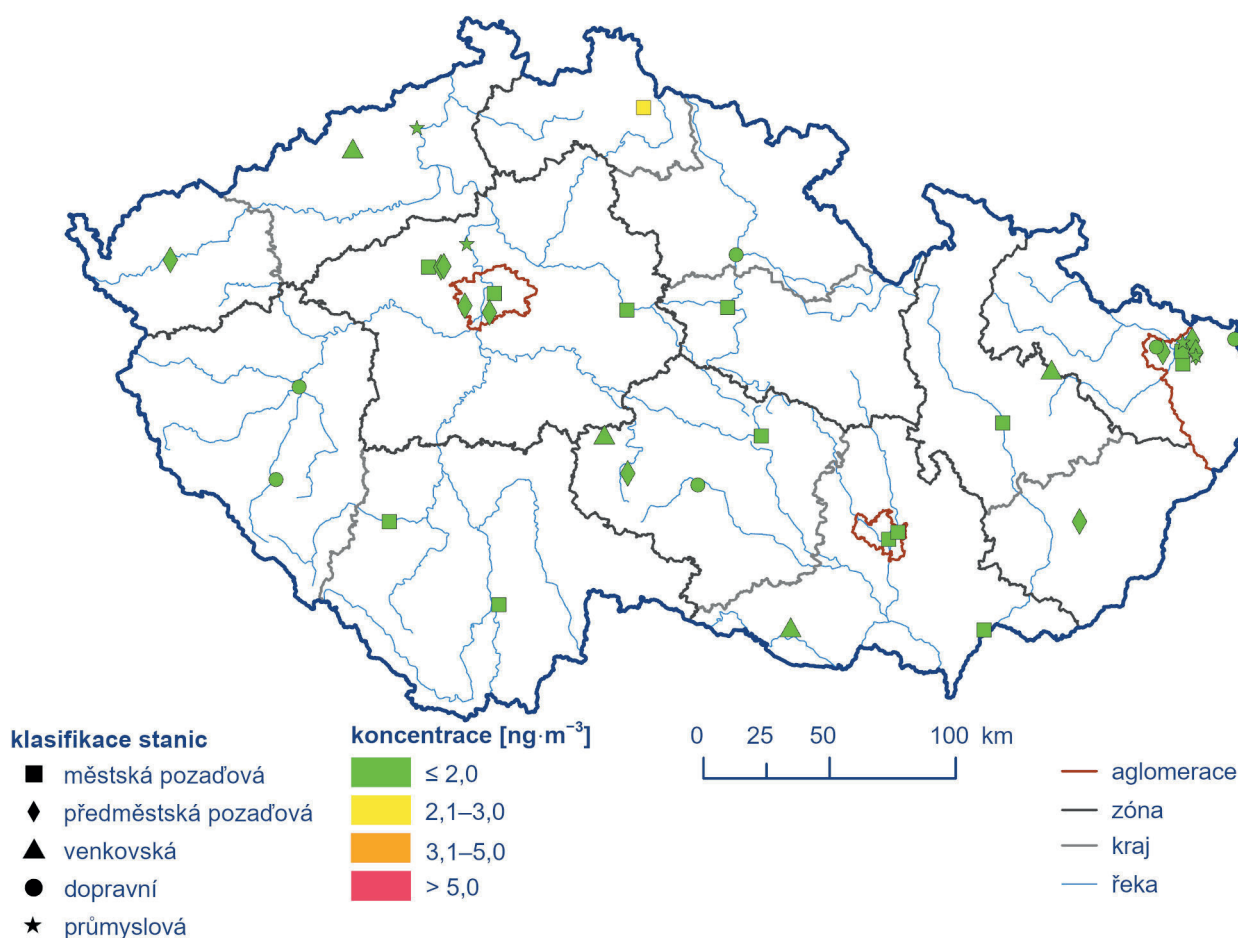 klasifikace stanic
městská pozaďová
předměstská pozaďová
venkovská
dopravní
průmyslová
koncentrace [ng·m⁻³]
≤ 2,0
2,1–3,0
3,1–5,0
> 5,0
0 25 50 100 km
aglomerace
zóna
kraj
řeka